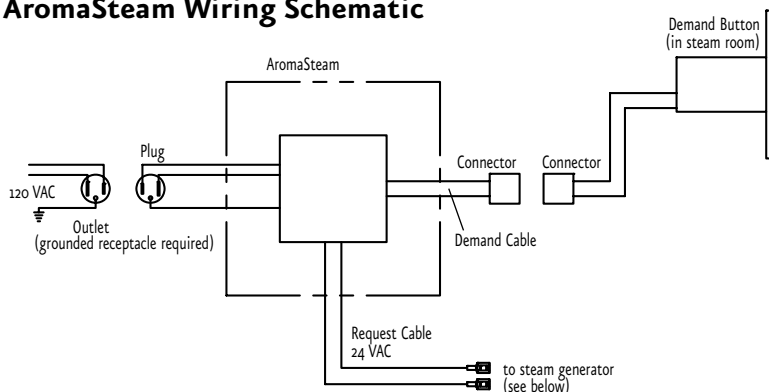 AromaSteam Wiring Schematic
Demand Button
(in steam room)
AromaSteam
Plug
Connector
Connector
120 VAC
Outlet
(grounded receptacle required)
Demand Cable
Request Cable
24 VAC
to steam generator
(see below)